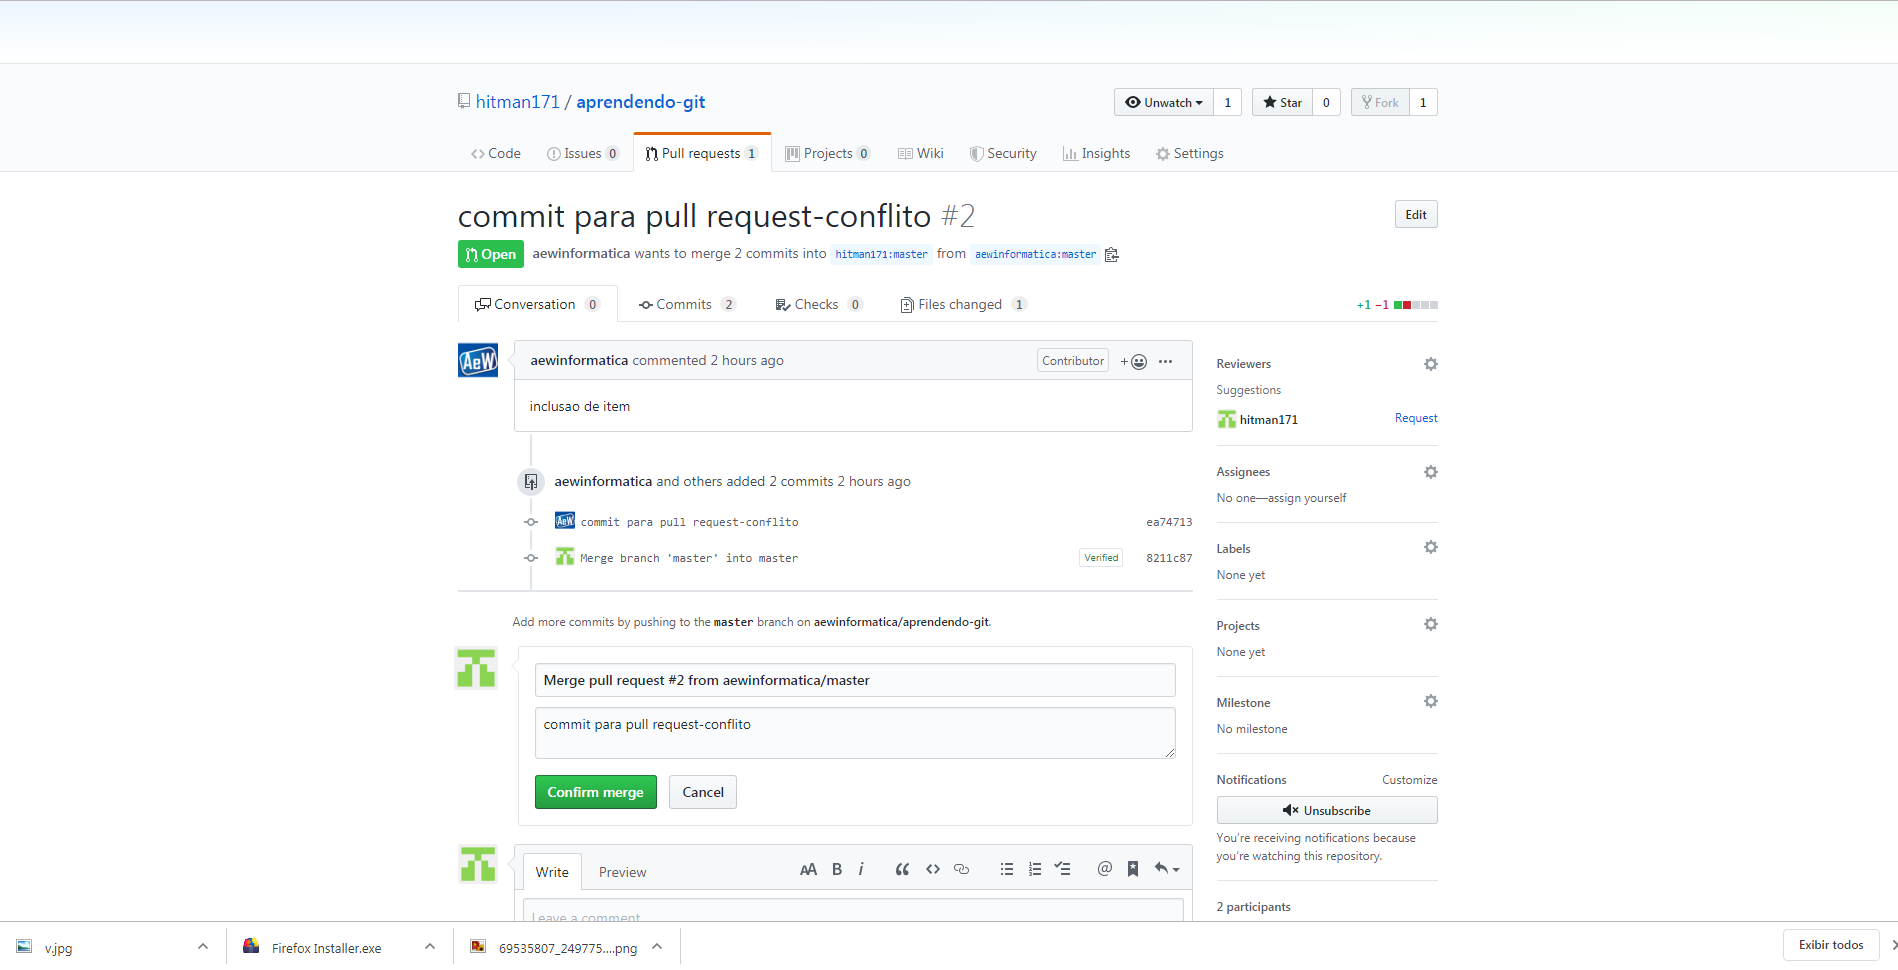 hitman171 / aprendendo-git
Unwatch 1 Star 0 Fork 1
Code Issues 0 Pull requests 1 Projects 0 Wiki Security Insights Settings
commit para pull request-conflito #2
Edit
Open aewinformatica wants to merge 2 commits into hitman171:master from aewinformatica:master
Conversation 0 Commits 2 Checks 0 Files changed 1
+1 −1
AeW
aewinformatica commented 2 hours ago
Contributor
inclusao de item
aewinformatica and others added 2 commits 2 hours ago
AeW commit para pull request-conflito ea74713
Merge branch 'master' into master Verified 8211c87
Add more commits by pushing to the master branch on aewinformatica/aprendendo-git.
Merge pull request #2 from aewinformatica/master
commit para pull request-conflito
Confirm merge Cancel
Write Preview
AA B i
Leave a comment
Reviewers
Suggestions
hitman171 Request
Assignees
No one—assign yourself
Labels
None yet
Projects
None yet
Milestone
No milestone
Notifications Customize
Unsubscribe
You're receiving notifications because
you're watching this repository.
2 participants
v.jpg
Firefox Installer.exe
69535807_249775....png
Exibir todos